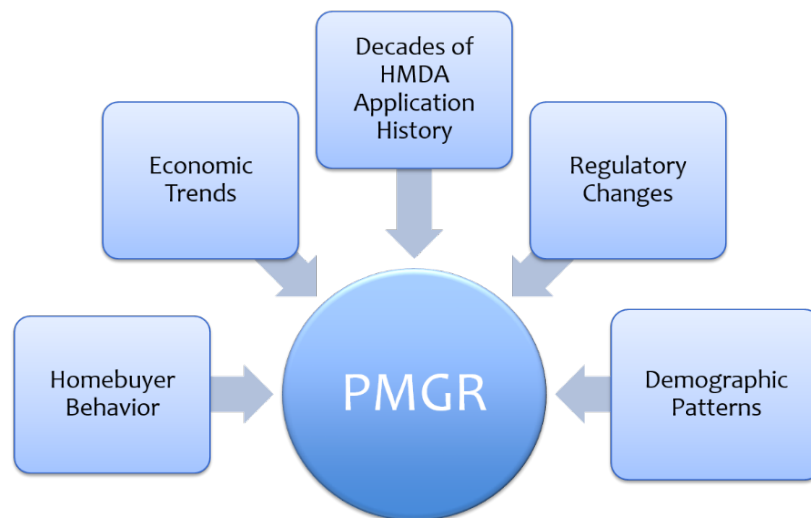 Decades of
HMDA
Application
History
Economic
Trends
Regulatory
Changes
Homebuyer
Behavior
PMGR
Demographic
Patterns